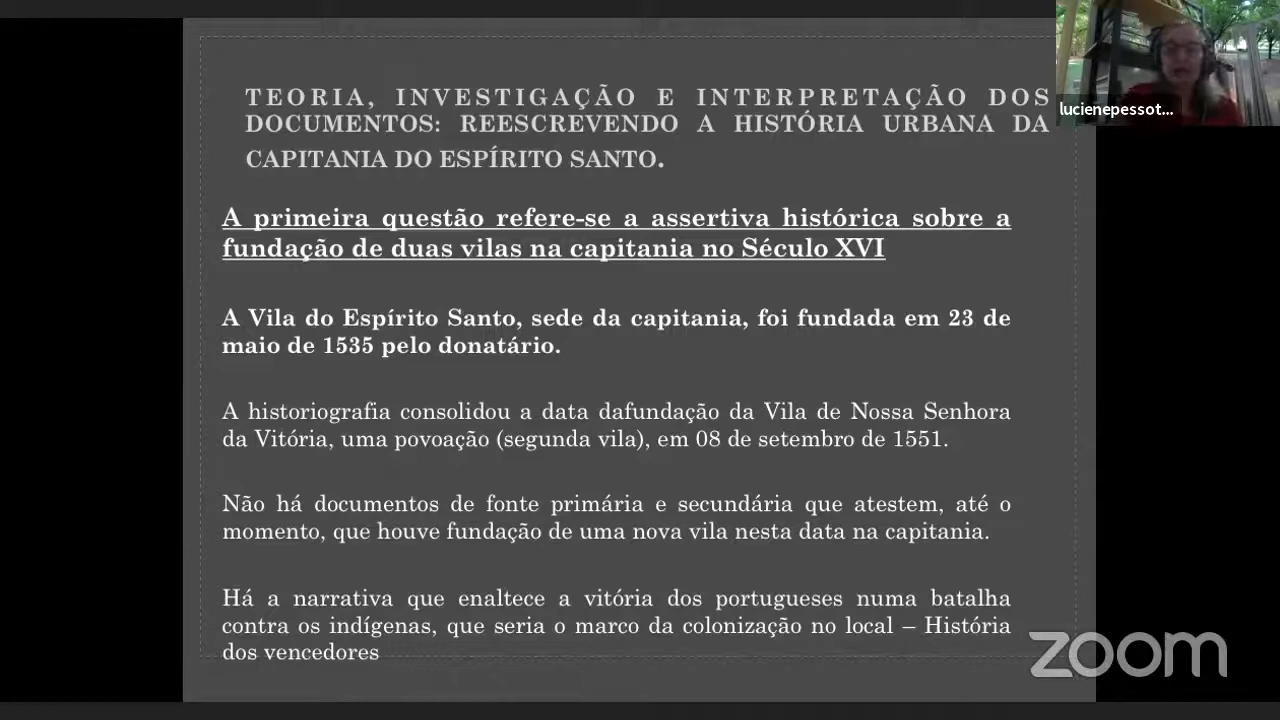 TEORIA, INVESTIGAÇÃO E INTERPRETAÇÃO DOS
DOCUMENTOS: REESCREVENDO A HISTÓRIA URBANA DA
CAPITANIA DO ESPÍRITO SANTO.
lucienepessot...
A primeira questão refere-se a assertiva histórica sobre a
fundação de duas vilas na capitania no Século XVI
A Vila do Espírito Santo, sede da capitania, foi fundada em 23 de
maio de 1535 pelo donatário.
A historiografia consolidou a data dafundação da Vila de Nossa Senhora
da Vitória, uma povoação (segunda vila), em 08 de setembro de 1551.
Não há documentos de fonte primária e secundária que atestem, até o
momento, que houve fundação de uma nova vila nesta data na capitania.
Há a narrativa que enaltece a vitória dos portugueses numa batalha
contra os indígenas, que seria o marco da colonização no local – História
dos vencedores
zoom